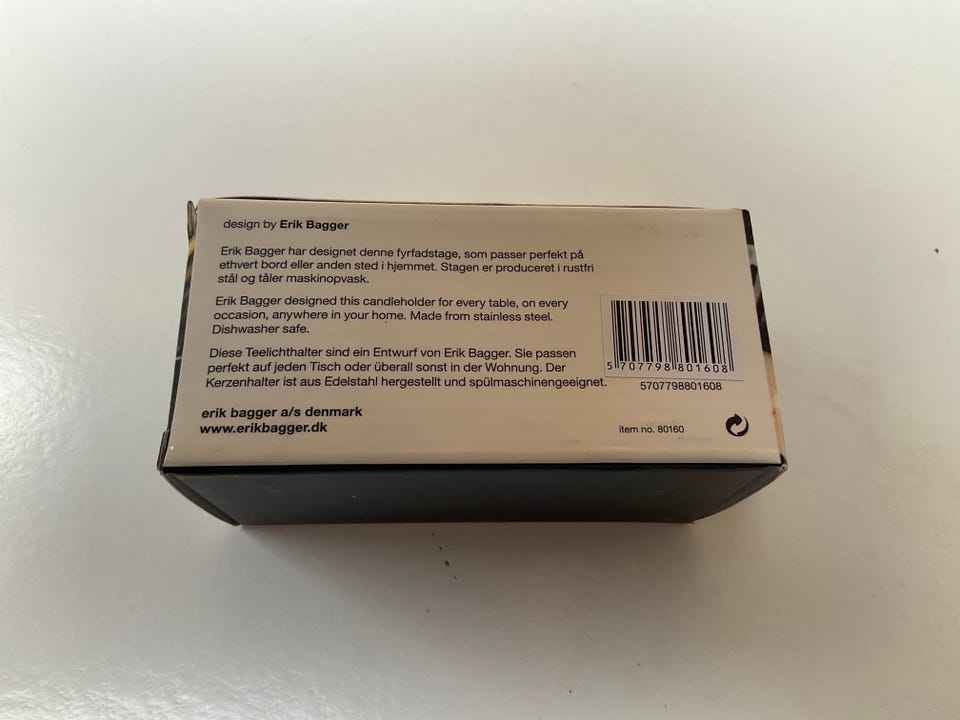 design by Erik Bagger
Erik Bagger har designet denne fyrfadstage, som passer perfekt på
ethvert bord eller anden sted i hjemmet. Stagen er produceret i rustfri
stål og tåler maskinopvask.
Erik Bagger designed this candleholder for every table, on every
occasion, anywhere in your home. Made from stainless steel.
Dishwasher safe.
Diese Teelichthalter sind ein Entwurf von Erik Bagger. Sie passen
perfekt auf jeden Tisch oder überall sonst in der Wohnung. Der
Kerzenhalter ist aus Edelstahl hergestellt und spülmaschinengeeignet.
erik bagger a/s denmark
www.erikbagger.dk
5 707798 801608
5707798801608
item no. 80160